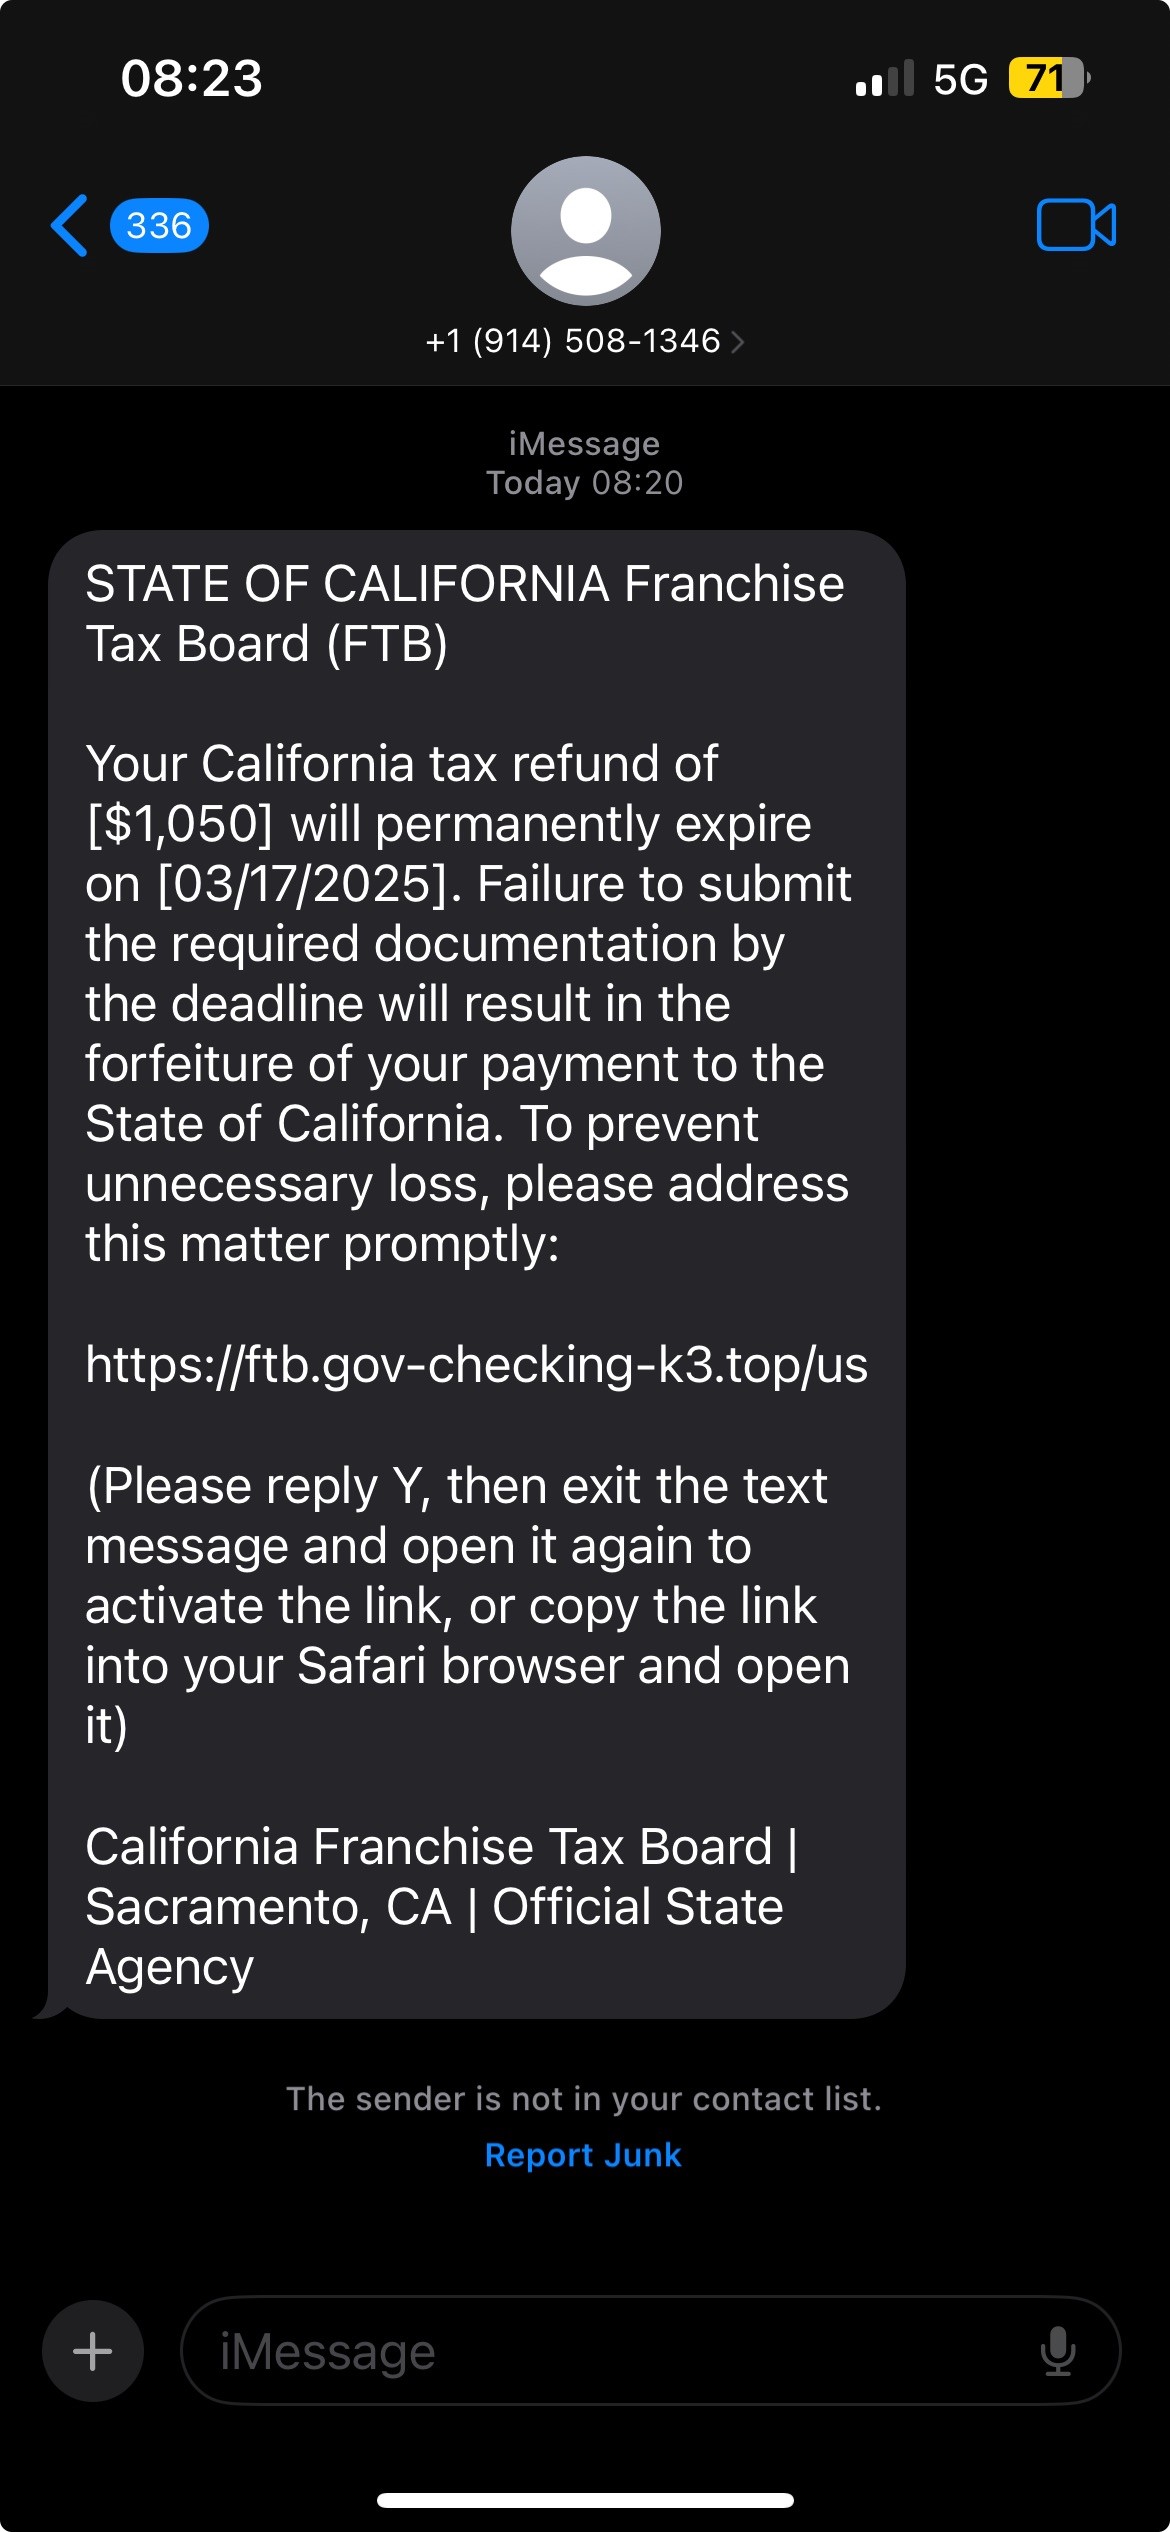 08:23
5G
71
336
+1 (914) 508-1346
iMessage
Today 08:20
STATE OF CALIFORNIA Franchise
Tax Board (FTB)
Your California tax refund of
[$1,050] will permanently expire
on [03/17/2025]. Failure to submit
the required documentation by
the deadline will result in the
forfeiture of your payment to the
State of California. To prevent
unnecessary loss, please address
this matter promptly:
https://ftb.gov-checking-k3.top/us
(Please reply Y, then exit the text
message and open it again to
activate the link, or copy the link
into your Safari browser and open
it)
California Franchise Tax Board |
Sacramento, CA | Official State
Agency
The sender is not in your contact list.
Report Junk
iMessage